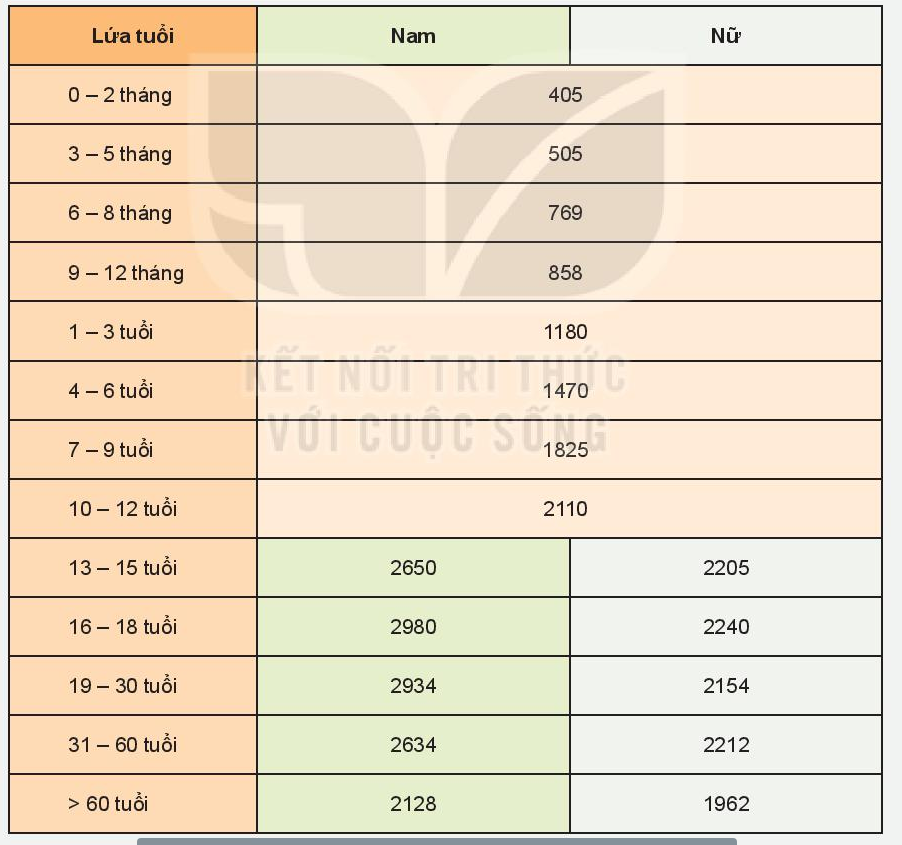 Lứa tuổi Nam Nữ
0 – 2 tháng 405
3 – 5 tháng 505
6 – 8 tháng 769
9 – 12 tháng 858
1 – 3 tuổi 1180
KẾT NỐI TRI THỨC
4 – 6 tuổi 1470
VỚI CUỘC SỐNG
7 – 9 tuổi 1825
10 – 12 tuổi 2110
13 – 15 tuổi 2650 2205
16 – 18 tuổi 2980 2240
19 – 30 tuổi 2934 2154
31 – 60 tuổi 2634 2212
> 60 tuổi 2128 1962